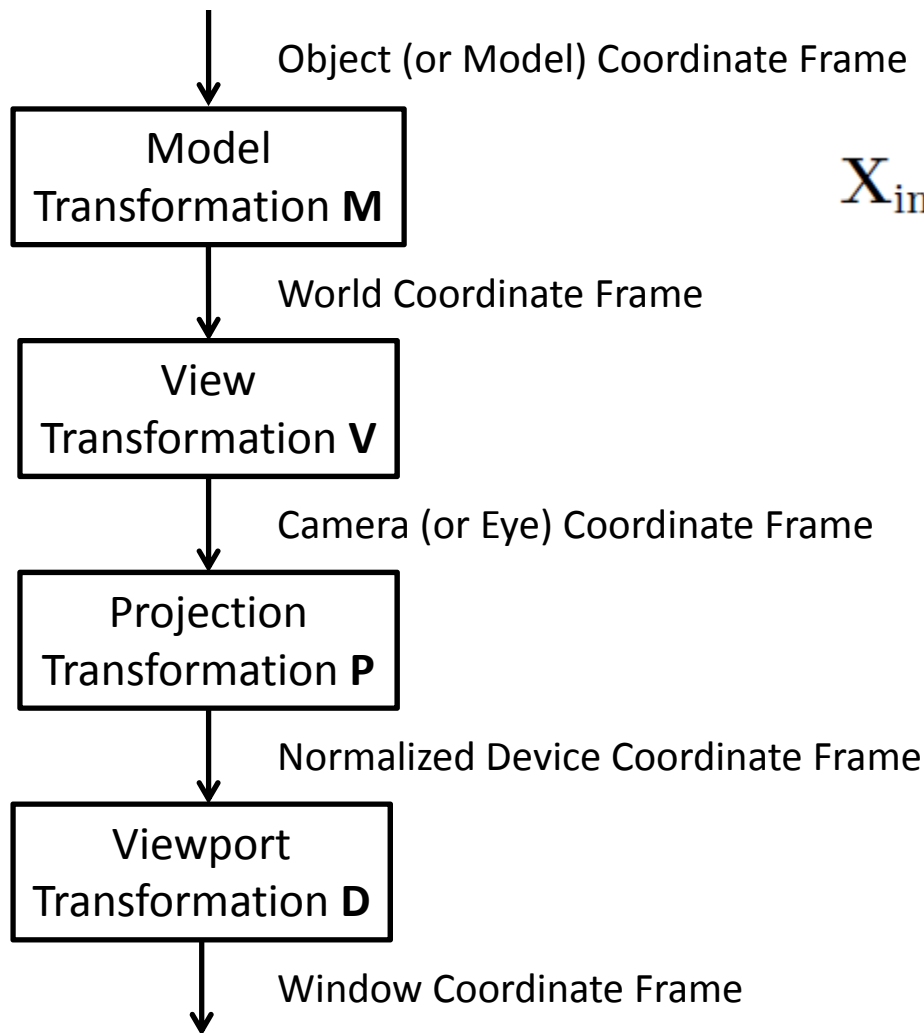 Object (or Model) Coordinate Frame
Model
Transformation M
X_in
World Coordinate Frame
View
Transformation V
Camera (or Eye) Coordinate Frame
Projection
Transformation P
Normalized Device Coordinate Frame
Viewport
Transformation D
Window Coordinate Frame